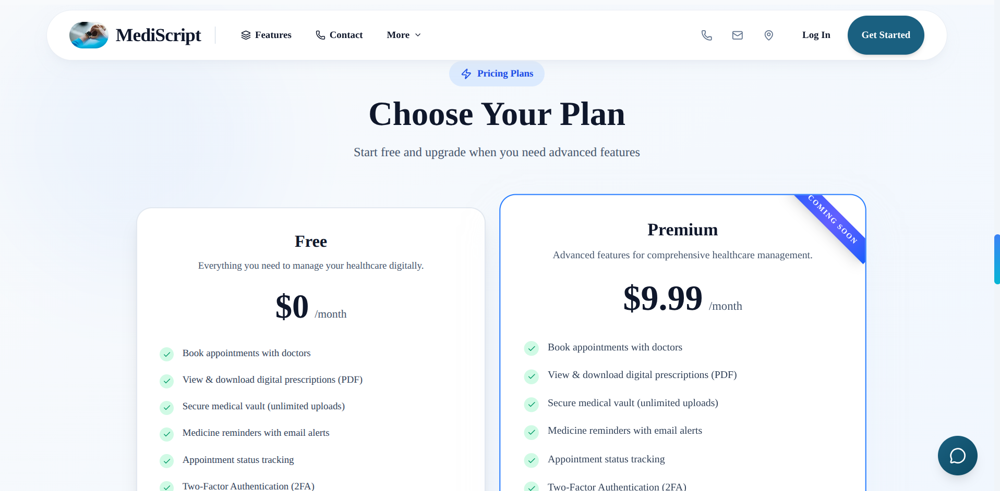 MediScript
Features
Contact
More
Log In
Get Started
Pricing Plans
Choose Your Plan
Start free and upgrade when you need advanced features
Free
Everything you need to manage your healthcare digitally.
$0 /month
Book appointments with doctors
View & download digital prescriptions (PDF)
Secure medical vault (unlimited uploads)
Medicine reminders with email alerts
Appointment status tracking
Two-Factor Authentication (2FA)
COMING SOON
Premium
Advanced features for comprehensive healthcare management.
$9.99 /month
Book appointments with doctors
View & download digital prescriptions (PDF)
Secure medical vault (unlimited uploads)
Medicine reminders with email alerts
Appointment status tracking
Two-Factor Authentication (2FA)